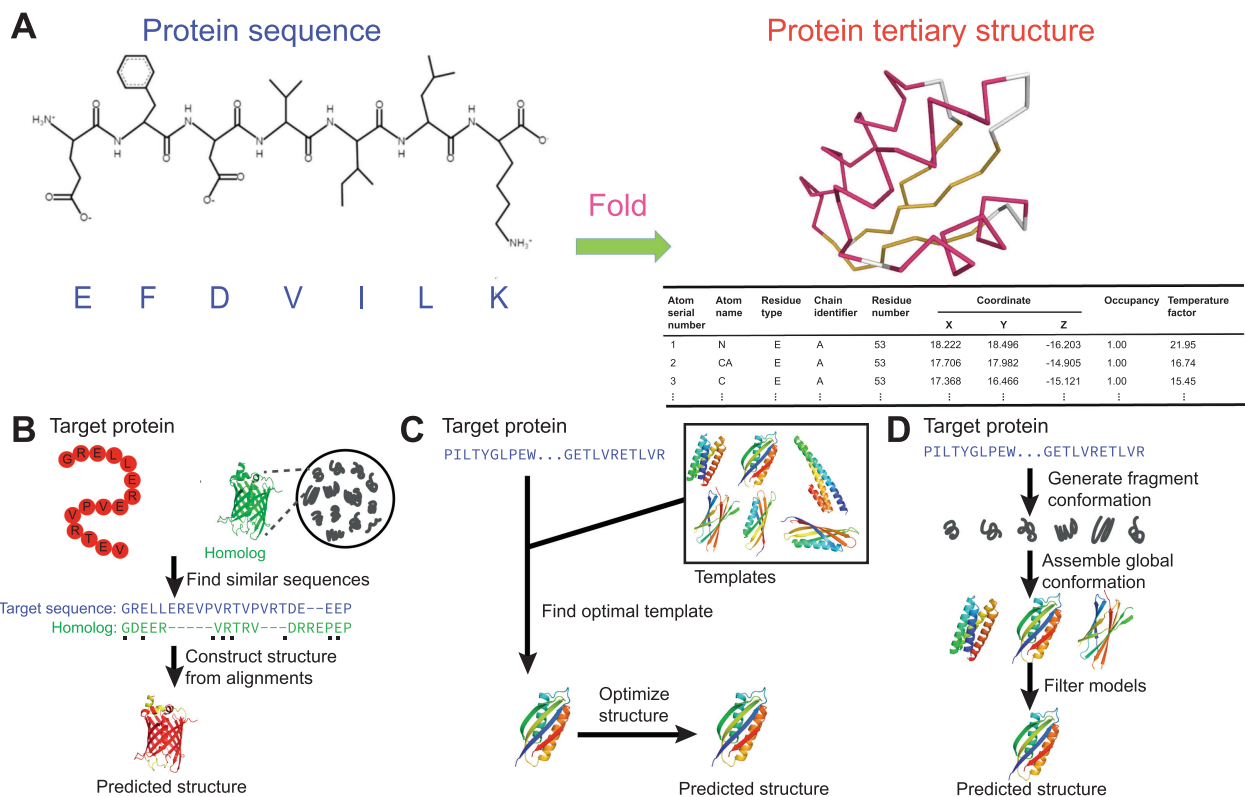 A
Protein sequence
Protein tertiary structure
H₃N⁺
O
O
O-
N
H
O
H
N
O
O
O-
N
H
O
H
N
O
N
H
O
H
N
O
O-
NH₃⁺
Fold
E F D V I L K
Atom serial number
Atom name
Residue type
Chain identifier
Residue number
Coordinate
X Y Z
Occupancy
Temperature factor
1 N E A 53 18.222 18.496 -16.203 1.00 21.95
2 CA E A 53 17.706 17.982 -14.905 1.00 16.74
3 C E A 53 17.368 16.466 -15.121 1.00 15.45
⋮ ⋮ ⋮ ⋮ ⋮ ⋮ ⋮ ⋮ ⋮ ⋮
B
Target protein
GRELLEREVPVRTEV
Homolog
Find similar sequences
Target sequence: GRELLEREVPVRTVPVRTDE--EEP
Homolog: GDEER-----VRTRV---DRREPEP
Construct structure
from alignments
Predicted structure
C
Target protein
PILTYGLPEW...GETLVRETLVR
Templates
Find optimal template
Optimize
structure
Predicted structure
D
Target protein
PILTYGLPEW...GETLVRETLVR
Generate fragment
conformation
Assemble global
conformation
Filter models
Predicted structure